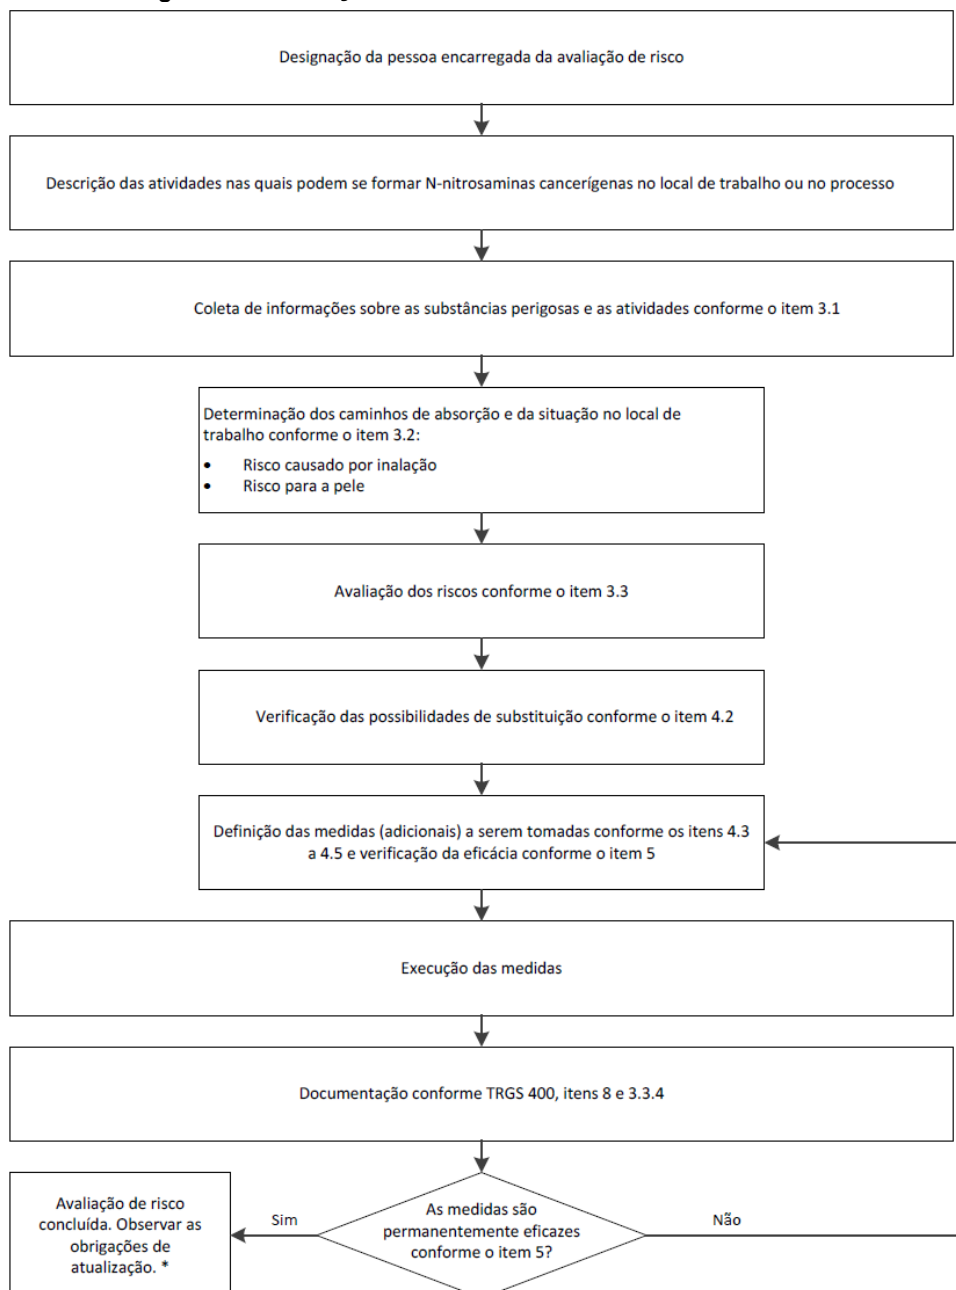 Designação da pessoa encarregada da avaliação de risco
Descrição das atividades nas quais podem se formar N-nitrosaminas cancerígenas no local de trabalho ou no processo
Coleta de informações sobre as substâncias perigosas e as atividades conforme o item 3.1
Determinação dos caminhos de absorção e da situação no local de
trabalho conforme o item 3.2:
• Risco causado por inalação
• Risco para a pele
Avaliação dos riscos conforme o item 3.3
Verificação das possibilidades de substituição conforme o item 4.2
Definição das medidas (adicionais) a serem tomadas conforme os itens 4.3
a 4.5 e verificação da eficácia conforme o item 5
Execução das medidas
Documentação conforme TRGS 400, itens 8 e 3.3.4
Avaliação de risco
concluída. Observar as
obrigações de
atualização. *
Sim
As medidas são
permanentemente eficazes
conforme o item 5?
Não